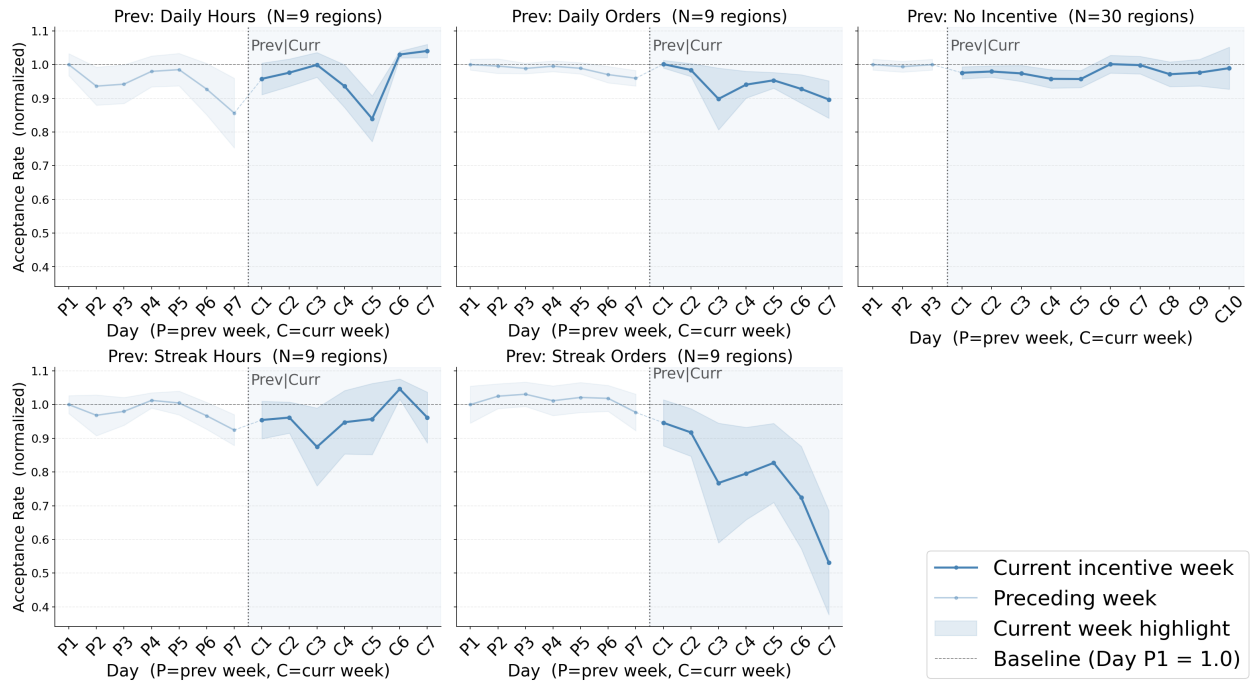 Prev: Daily Hours (N=9 regions)
Prev: Daily Orders (N=9 regions)
Prev: No Incentive (N=30 regions)
Acceptance Rate (normalized)
1.1
1.0
0.9
0.8
0.7
0.6
0.5
0.4
Prev|Curr
Prev|Curr
Prev|Curr
P1 P2 P3 P4 P5 P6 P7 C1 C2 C3 C4 C5 C6 C7
P1 P2 P3 P4 P5 P6 P7 C1 C2 C3 C4 C5 C6 C7
P1 P2 P3 C1 C2 C3 C4 C5 C6 C7 C8 C9 C10
Day (P=prev week, C=curr week)
Day (P=prev week, C=curr week)
Day (P=prev week, C=curr week)
Prev: Streak Hours (N=9 regions)
Prev: Streak Orders (N=9 regions)
Acceptance Rate (normalized)
1.1
1.0
0.9
0.8
0.7
0.6
0.5
0.4
Prev|Curr
Prev|Curr
P1 P2 P3 P4 P5 P6 P7 C1 C2 C3 C4 C5 C6 C7
P1 P2 P3 P4 P5 P6 P7 C1 C2 C3 C4 C5 C6 C7
Day (P=prev week, C=curr week)
Day (P=prev week, C=curr week)
Current incentive week
Preceding week
Current week highlight
Baseline (Day P1 = 1.0)